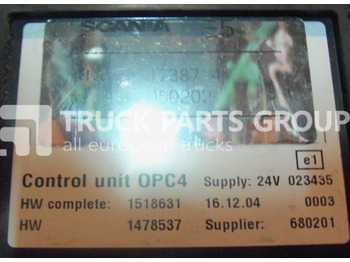 SCANIA
TRUCK PARTS GROUP
all european trucks
e1
Control unit OPC4 Supply: 24V 023435
HW complete: 1518631 16.12.04 0003
HW 1478537 Supplier: 680201